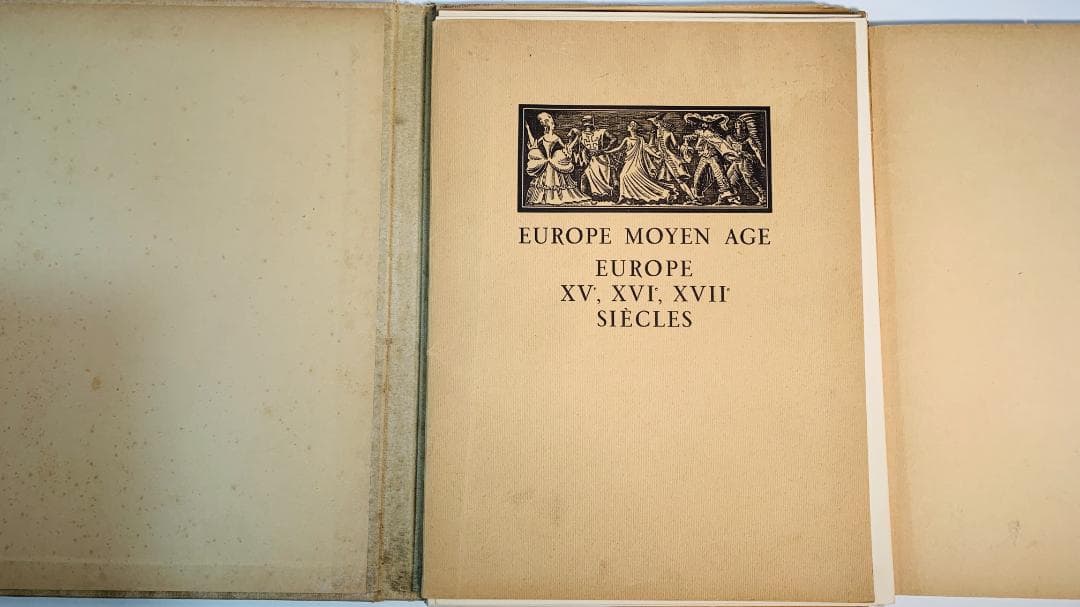 EUROPE MOYEN AGE
EUROPE
XVᵉ, XVIᵉ, XVIIᵉ
SIÈCLES